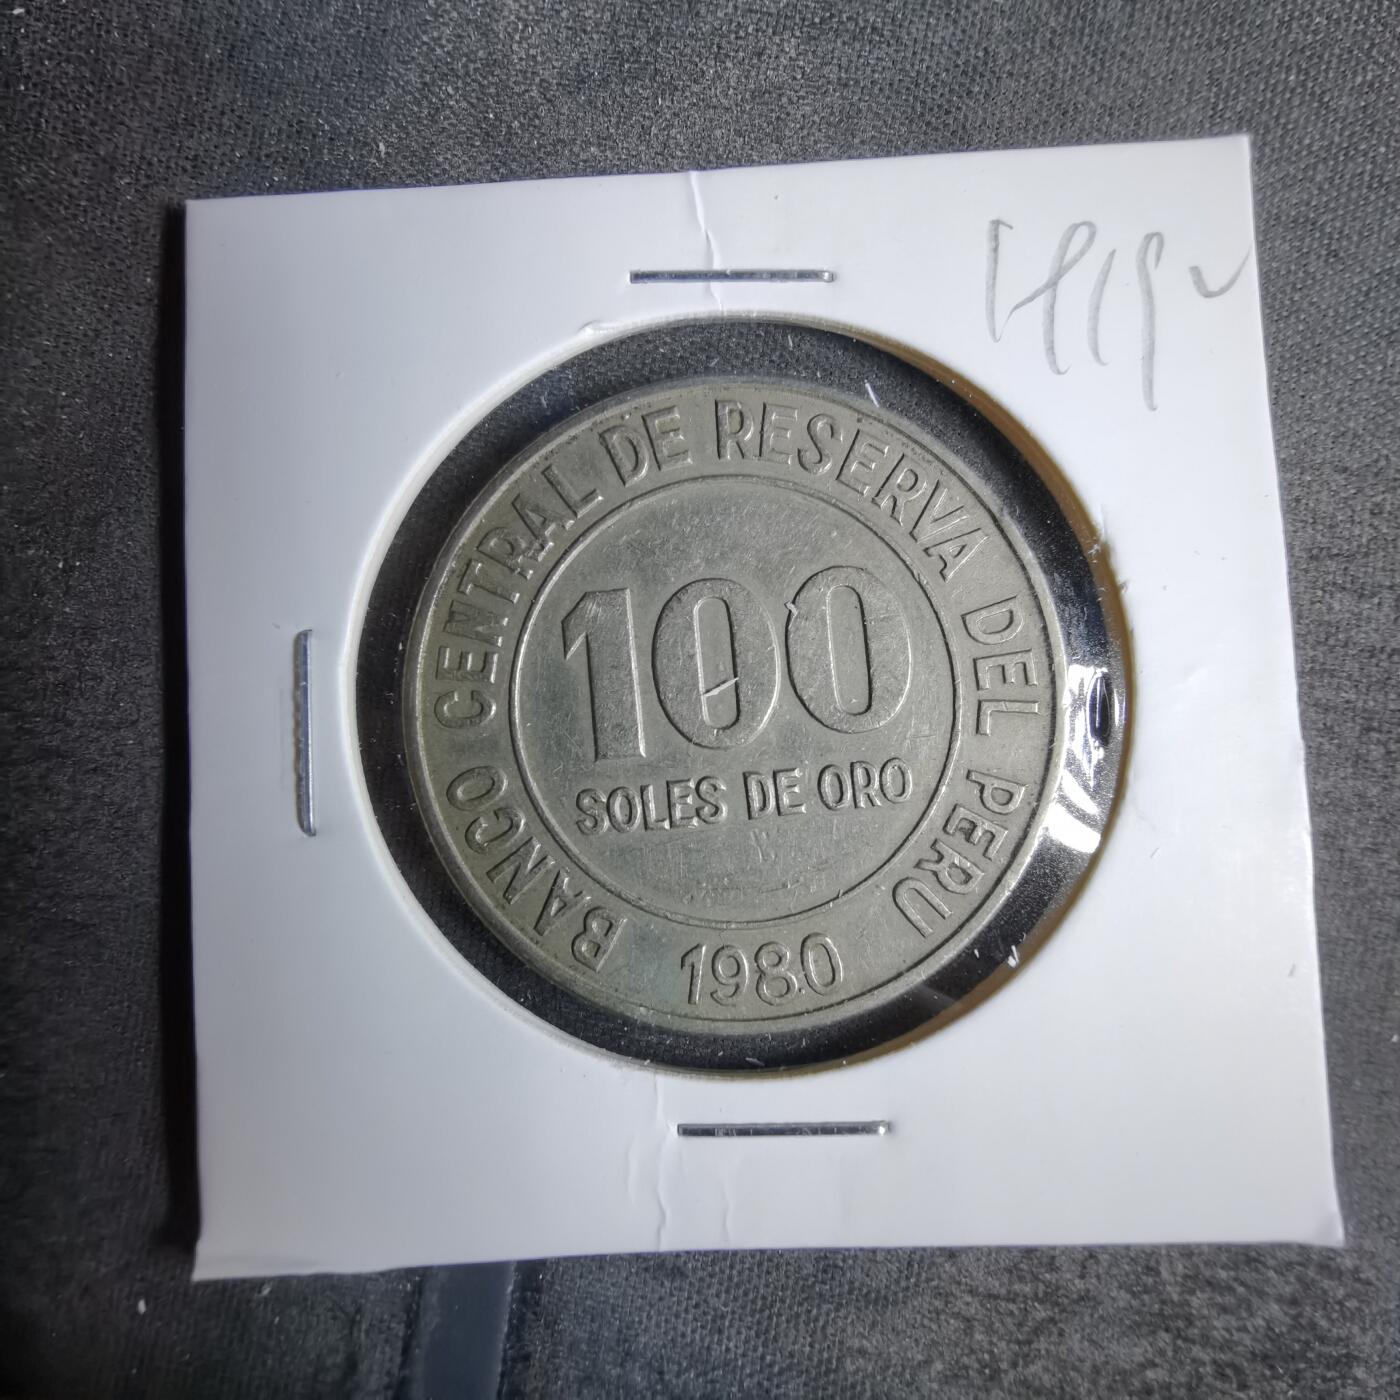 BANCO CENTRAL DE RESERVA DEL PERU
100
SOLES DE ORO
1980